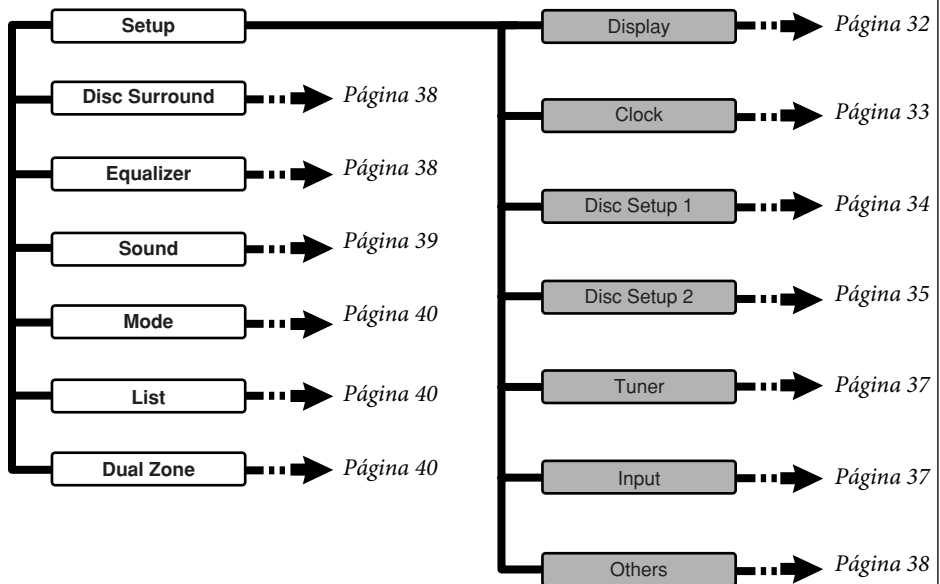 Setup
Disc Surround Página 38
Equalizer Página 38
Sound Página 39
Mode Página 40
List Página 40
Dual Zone Página 40
Display Página 32
Clock Página 33
Disc Setup 1 Página 34
Disc Setup 2 Página 35
Tuner Página 37
Input Página 37
Others Página 38